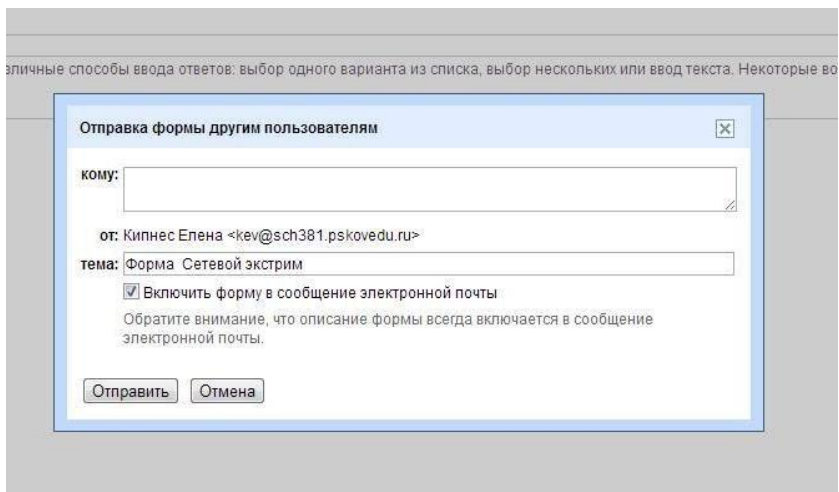 зличные способы ввода ответов: выбор одного варианта из списка, выбор нескольких или ввод текста. Некоторые во
Отправка формы другим пользователям
кому:
от: Кипнес Елена <kev@sch381.pskovedu.ru>
тема: Форма Сетевой экстрим
Включить форму в сообщение электронной почты
Обратите внимание, что описание формы всегда включается в сообщение
электронной почты.
Отправить Отмена